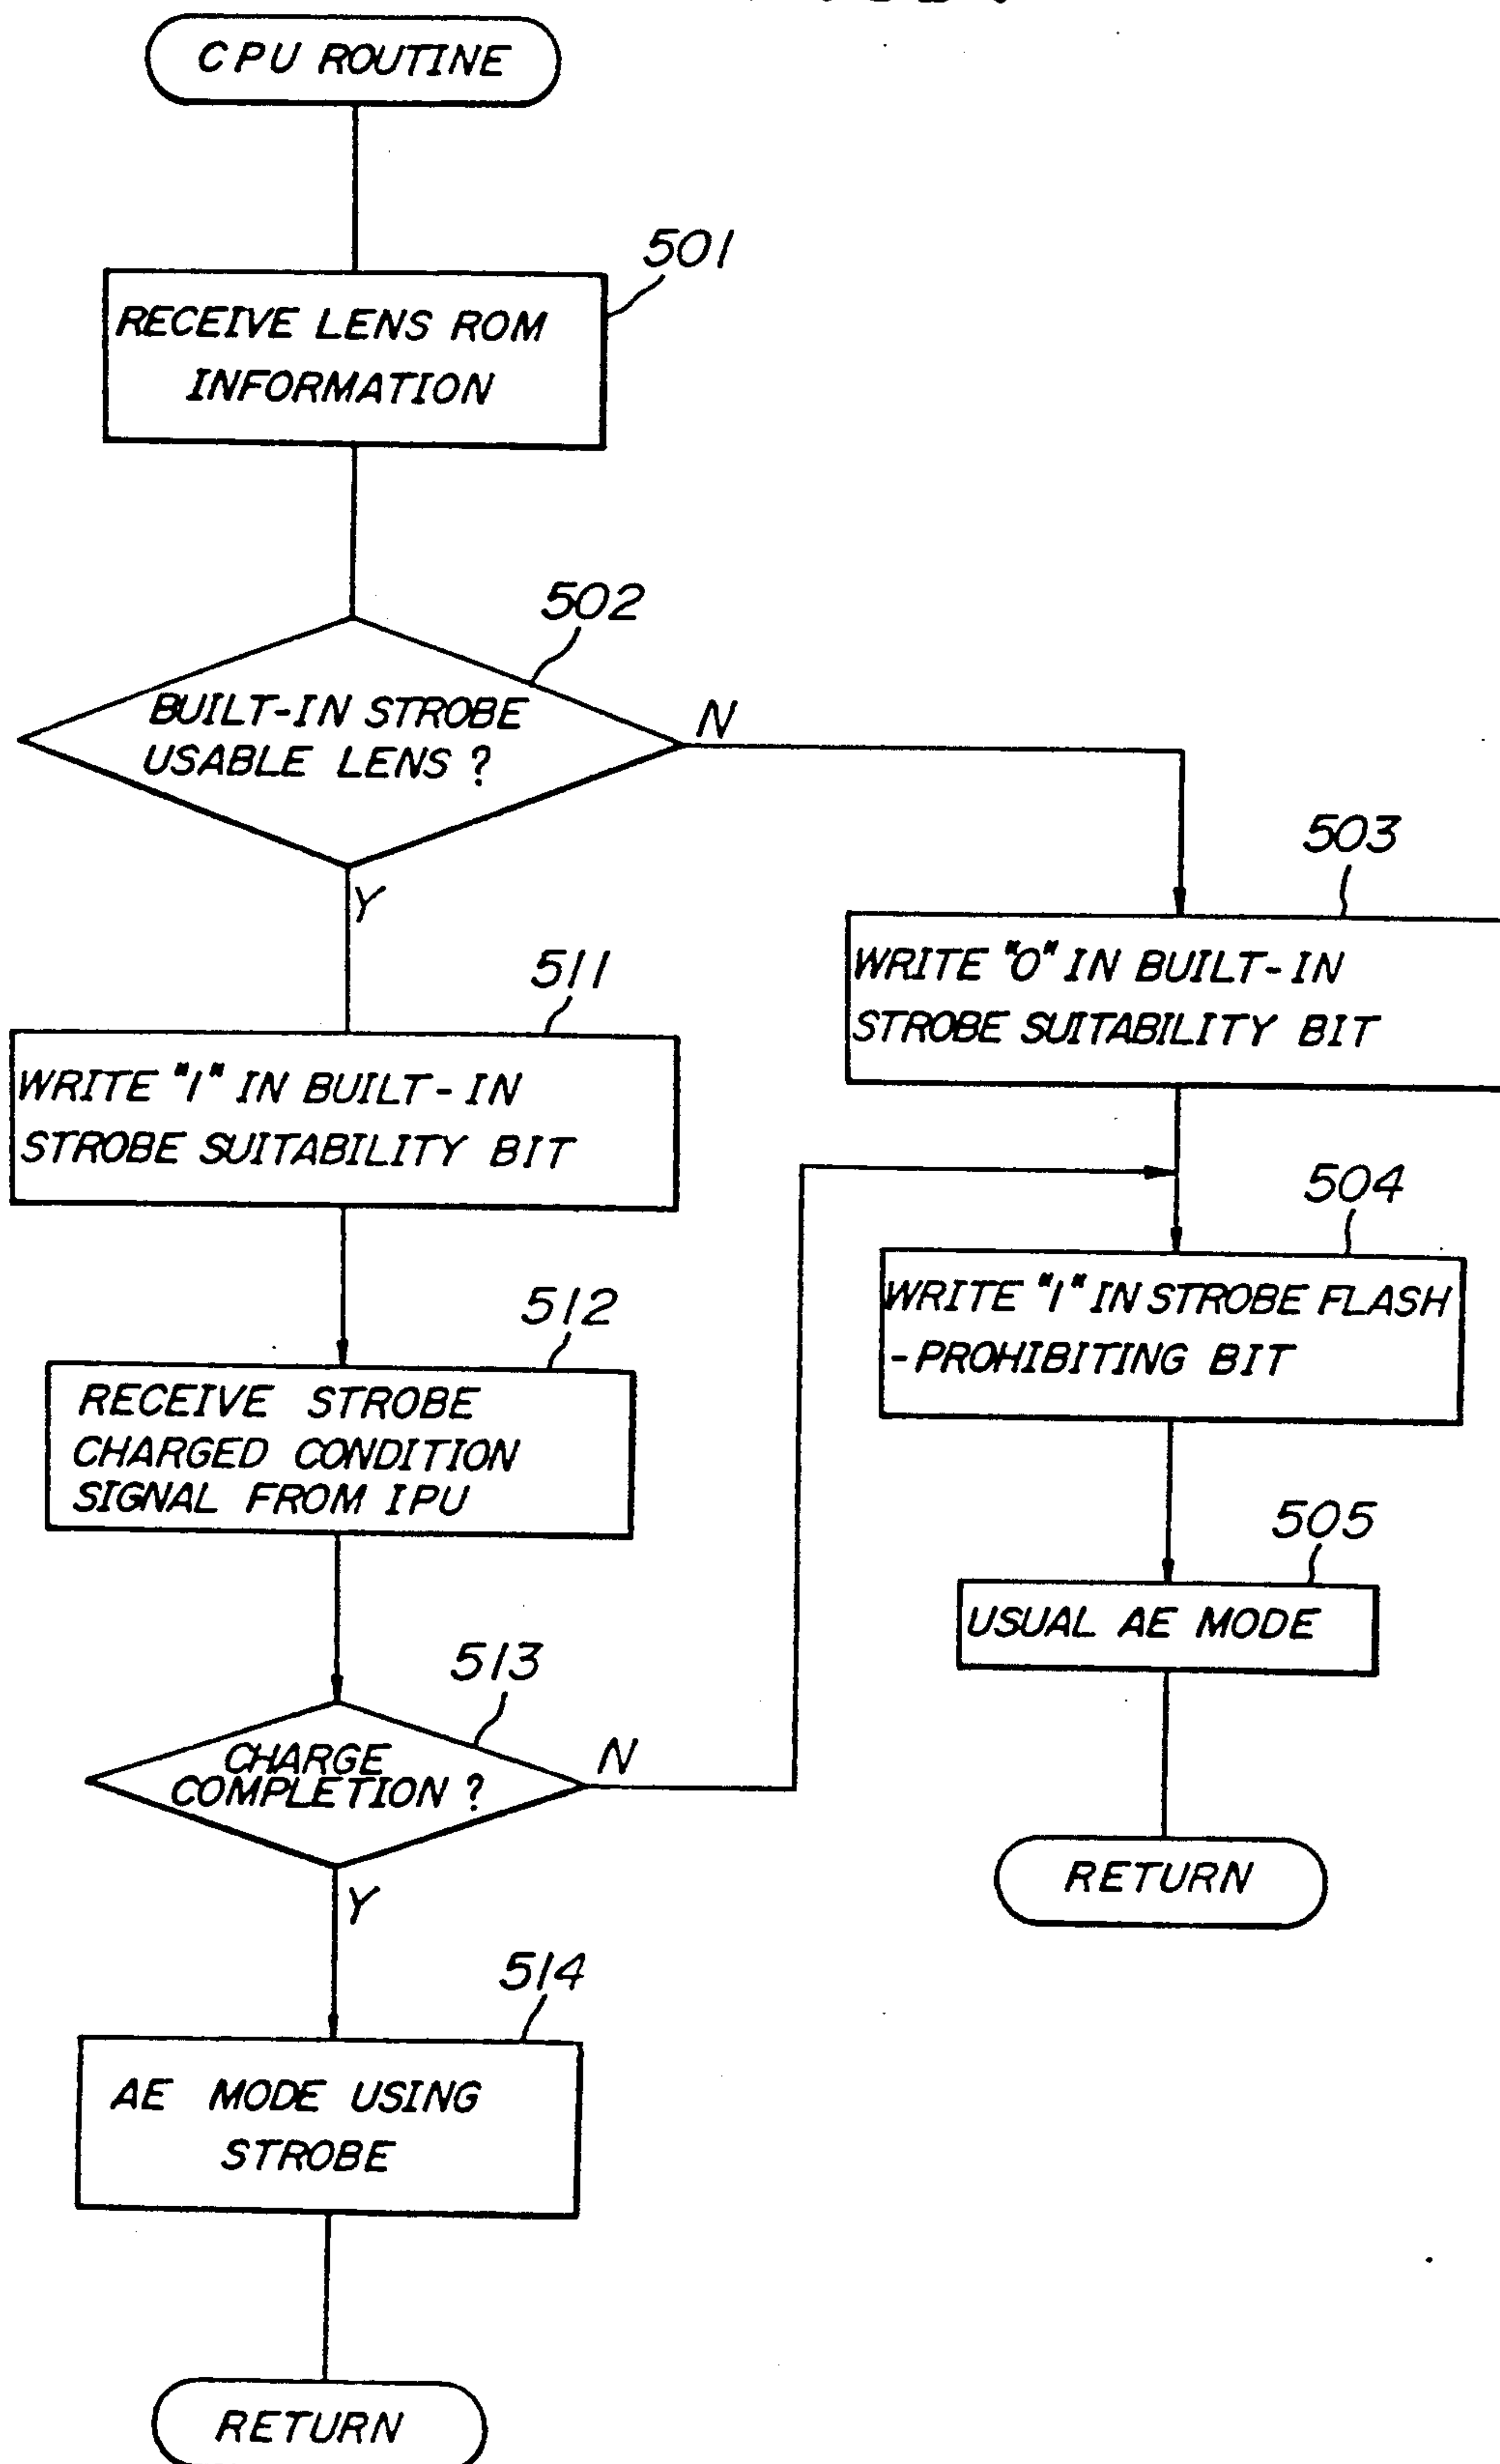 CPU ROUTINE
501
RECEIVE LENS ROM
INFORMATION
502
BUILT-IN STROBE
USABLE LENS ?
N
Y
503
WRITE "0" IN BUILT-IN
STROBE SUITABILITY BIT
511
WRITE "1" IN BUILT-IN
STROBE SUITABILITY BIT
504
WRITE "1" IN STROBE FLASH
-PROHIBITING BIT
512
RECEIVE STROBE
CHARGED CONDITION
SIGNAL FROM IPU
505
USUAL AE MODE
513
CHARGE
COMPLETION ?
N
Y
RETURN
514
AE MODE USING
STROBE
RETURN